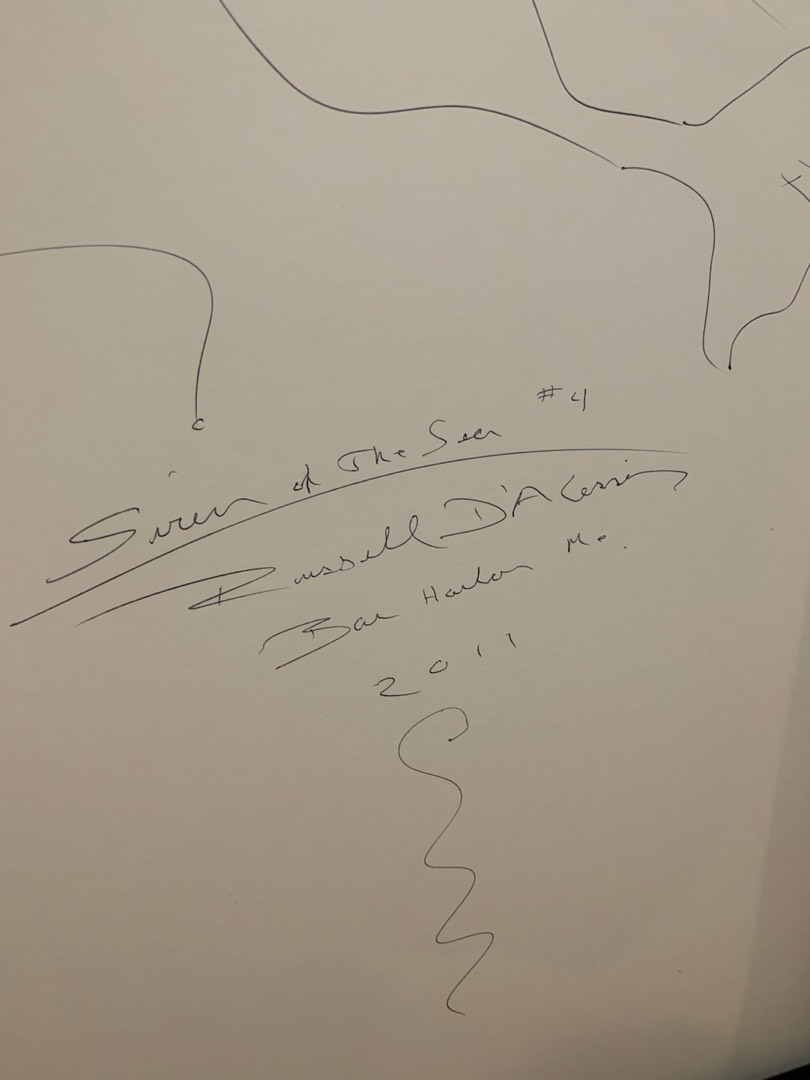 Siren of The Sea #4
Russell D'Alessio
Bar Harbor Me.
2011